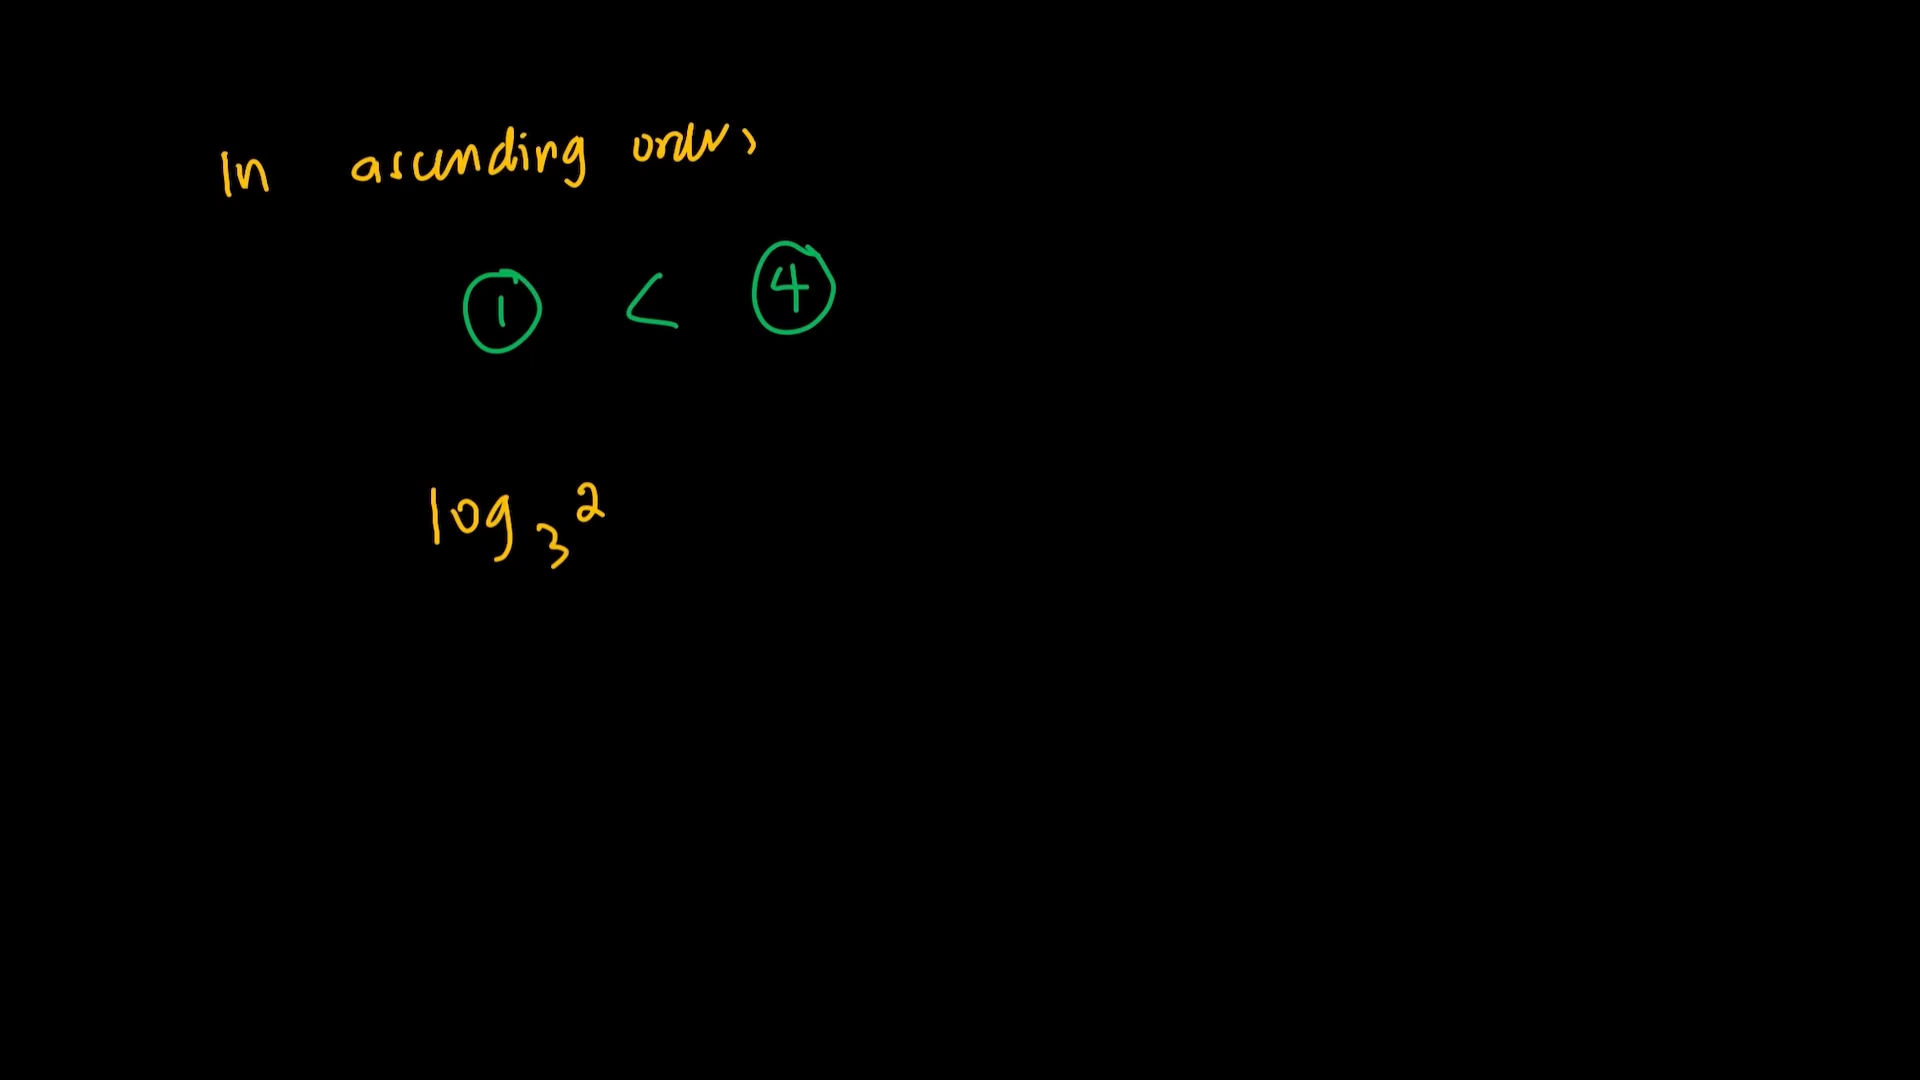 In ascending order,
① < ④
log₃2